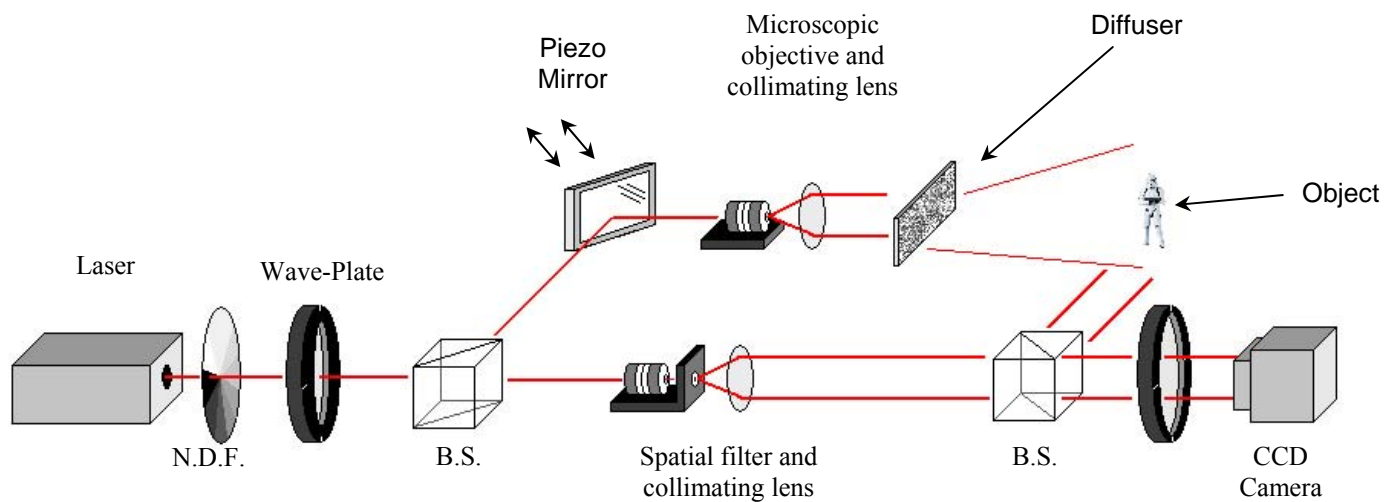 Microscopic
objective and
collimating lens
Diffuser
Piezo
Mirror
Object
Laser
Wave-Plate
N.D.F.
B.S.
Spatial filter and
collimating lens
B.S.
CCD
Camera